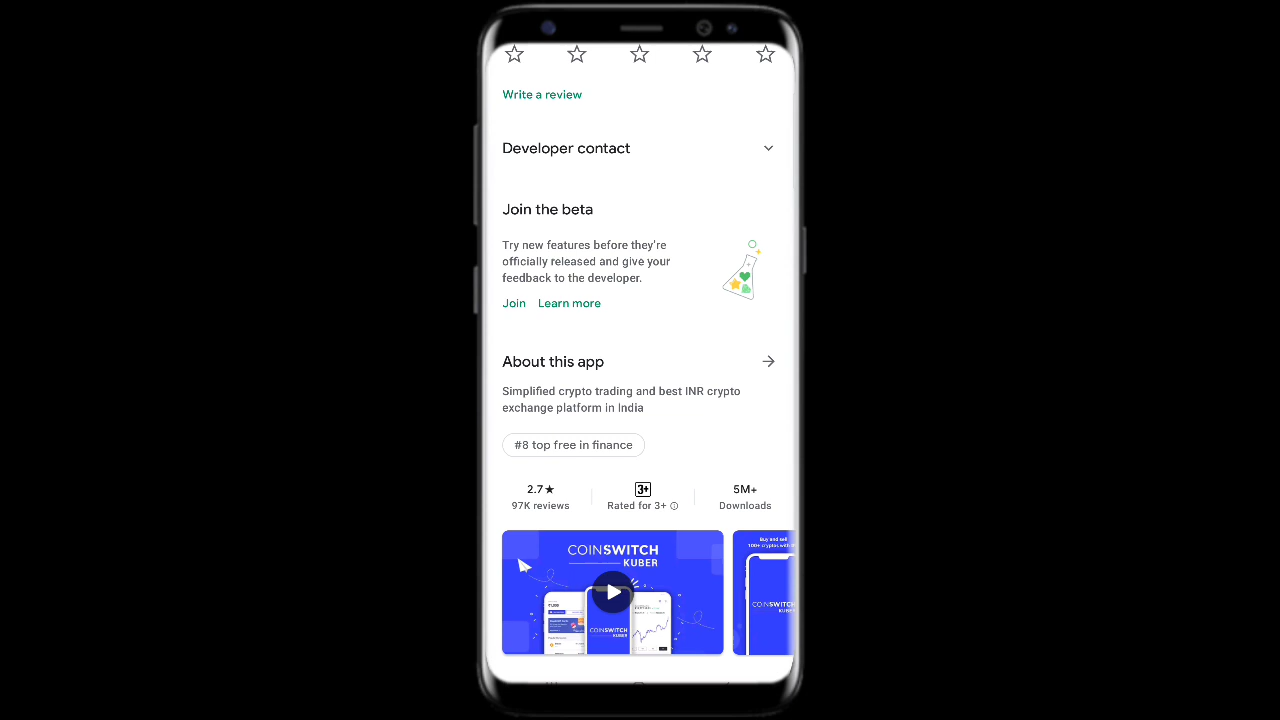 Write a review
Developer contact
Join the beta
Try new features before they're
officially released and give your
feedback to the developer.
Join Learn more
About this app
Simplified crypto trading and best INR crypto
exchange platform in India
#8 top free in finance
2.7★ 3+ 5M+
97K reviews Rated for 3+ Downloads
COINSWITCH
KUBER
Buy and sell
100+ cryptos with
COINSWITCH
KUBER